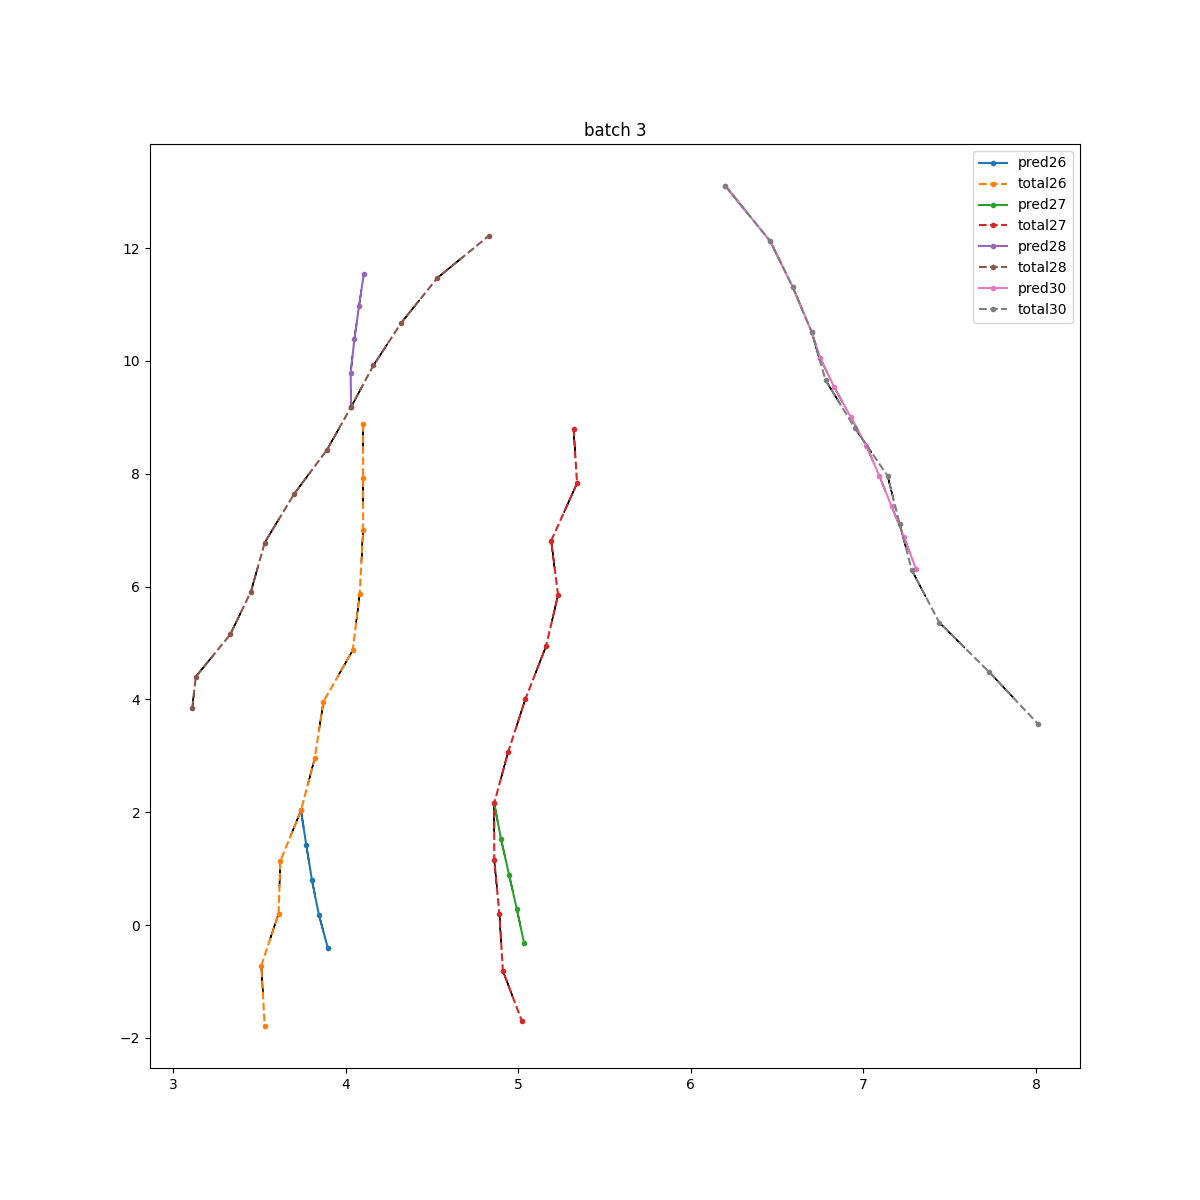 batch 3
pred26
total26
pred27
total27
pred28
total28
pred30
total30
12
10
8
6
4
2
0
−2
3 4 5 6 7 8